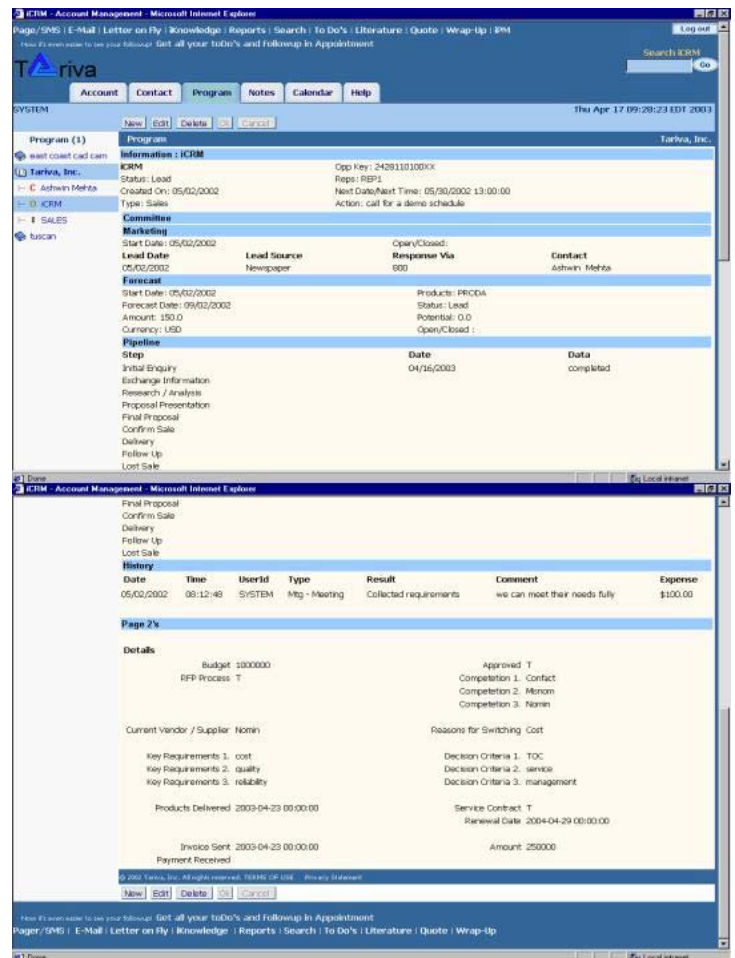 iCRM - Account Management - Microsoft Internet Explorer
Page/SMS | E-Mail | Letter on Fly | iKnowledge | Reports | Search | To Do's | Literature | Quote | Wrap-Up | iPM
Log out
Get all your toDo's and Followup in Appointment
Search iCRM
Go
Tariva
Account Contact Program Notes Calendar Help
SYSTEM
Thu Apr 17 09:28:23 EDT 2003
New Edit Delete Ok Cancel
Program (1)
east coast cad cam
Tariva, Inc.
C Ashwin Mehta
O iCRM
I SALES
tuscan
Program Tariva, Inc.
Information : iCRM
iCRM Opp Key: 2428110100XX
Status: Lead Reps: REP1
Created On: 05/02/2002 Next Date/Next Time: 05/30/2002 13:00:00
Type: Sales Action: call for a demo schedule
Committee
Marketing
Start Date: 05/02/2002 Open/Closed:
Lead Date Lead Source Response Via Contact
05/02/2002 Newspaper 800 Ashwin Mehta
Forecast
Start Date: 05/02/2002 Products: PRODA
Forecast Date: 09/02/2002 Status: Lead
Amount: 150.0 Potential: 0.0
Currency: USD Open/Closed :
Pipeline
Step Date Data
Initial Enquiry 04/16/2003 completed
Exchange Information
Research / Analysis
Proposal Presentation
Final Proposal
Confirm Sale
Delivery
Follow Up
Lost Sale
Done Local intranet
iCRM - Account Management - Microsoft Internet Explorer
Final Proposal
Confirm Sale
Delivery
Follow Up
Lost Sale
History
Date Time UserId Type Result Comment Expense
05/02/2002 08:12:48 SYSTEM Mtg - Meeting Collected requirements we can meet their needs fully $100.00
Page 2's
Details
Budget 1000000 Approved T
RFP Process T Competetion 1. Confact
Competetion 2. Misnom
Competetion 3. Nomin
Current Vendor / Supplier Nomin Reasons for Switching Cost
Key Requirements 1. cost Decision Criteria 1. TOC
Key Requirements 2. quality Decision Criteria 2. service
Key Requirements 3. reliability Decision Criteria 3. management
Products Delivered 2003-04-23 00:00:00 Service Contract T
Renewal Date 2004-04-29 00:00:00
Invoice Sent 2003-04-23 00:00:00 Amount 250000
Payment Received
© 2002 Tariva, Inc. All rights reserved. TERMS OF USE Privacy Statement
New Edit Delete Ok Cancel
Get all your toDo's and Followup in Appointment
Pager/SMS | E-Mail | Letter on Fly | iKnowledge | Reports | Search | To Do's | Literature | Quote | Wrap-Up
Done Local intranet